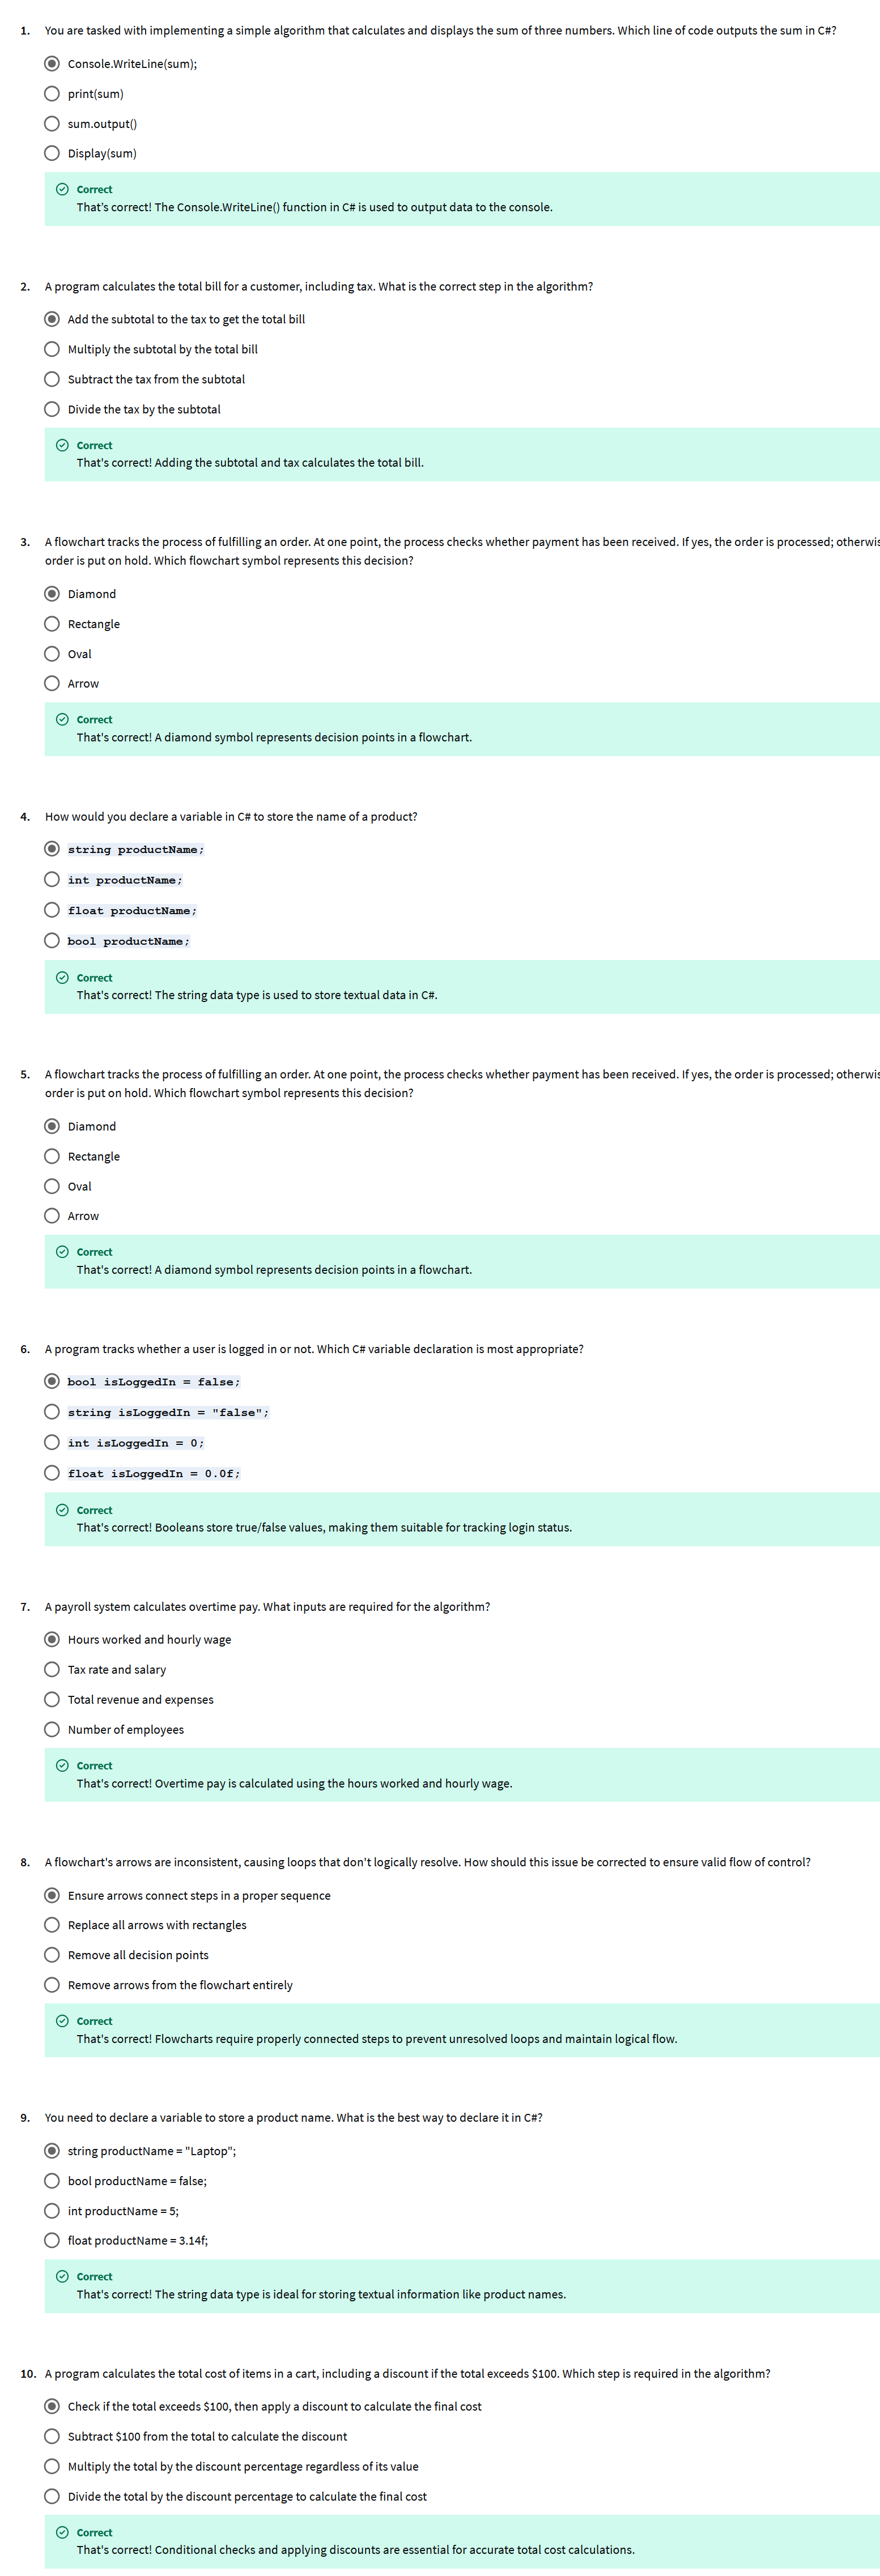 1. You are tasked with implementing a simple algorithm that calculates and displays the sum of three numbers. Which line of code outputs the sum in C#?
Console.WriteLine(sum);
print(sum)
sum.output()
Display(sum)
Correct
That’s correct! The Console.WriteLine() function in C# is used to output data to the console.
2. A program calculates the total bill for a customer, including tax. What is the correct step in the algorithm?
Add the subtotal to the tax to get the total bill
Multiply the subtotal by the total bill
Subtract the tax from the subtotal
Divide the tax by the subtotal
Correct
That's correct! Adding the subtotal and tax calculates the total bill.
3. A flowchart tracks the process of fulfilling an order. At one point, the process checks whether payment has been received. If yes, the order is processed;
order is put on hold. Which flowchart symbol represents this decision?
Diamond
Rectangle
Oval
Arrow
Correct
That's correct! A diamond symbol represents decision points in a flowchart.
4. How would you declare a variable in C# to store the name of a product?
string productName;
int productName;
float productName;
bool productName;
Correct
That's correct! The string data type is used to store textual data in C#.
5. A flowchart tracks the process of fulfilling an order. At one point, the process checks whether payment has been received. If yes, the order is processed;
order is put on hold. Which flowchart symbol represents this decision?
Diamond
Rectangle
Oval
Arrow
Correct
That's correct! A diamond symbol represents decision points in a flowchart.
6. A program tracks whether a user is logged in or not. Which C# variable declaration is most appropriate?
bool isLoggedIn = false;
string isLoggedIn = "false";
int isLoggedIn = 0;
float isLoggedIn = 0.0f;
Correct
That's correct! Booleans store true/false values, making them suitable for tracking login status.
7. A payroll system calculates overtime pay. What inputs are required for the algorithm?
Hours worked and hourly wage
Tax rate and salary
Total revenue and expenses
Number of employees
Correct
That's correct! Overtime pay is calculated using the hours worked and hourly wage.
8. A flowchart's arrows are inconsistent, causing loops that don't logically resolve. How should this issue be corrected to ensure valid flow of control?
Ensure arrows connect steps in a proper sequence
Replace all arrows with rectangles
Remove all decision points
Remove arrows from the flowchart entirely
Correct
That's correct! Flowcharts require properly connected steps to prevent unresolved loops and maintain logical flow.
9. You need to declare a variable to store a product name. What is the best way to declare it in C#?
string productName = "Laptop";
bool productName = false;
int productName = 5;
float productName = 3.14f;
Correct
That's correct! The string data type is ideal for storing textual information like product names.
10. A program calculates the total cost of items in a cart, including a discount if the total exceeds $100. Which step is required in the algorithm?
Check if the total exceeds $100, then apply a discount to calculate the final cost
Subtract $100 from the total to calculate the discount
Multiply the total by the discount percentage regardless of its value
Divide the total by the discount percentage to calculate the final cost
Correct
That's correct! Conditional checks and applying discounts are essential for accurate total cost calculations.